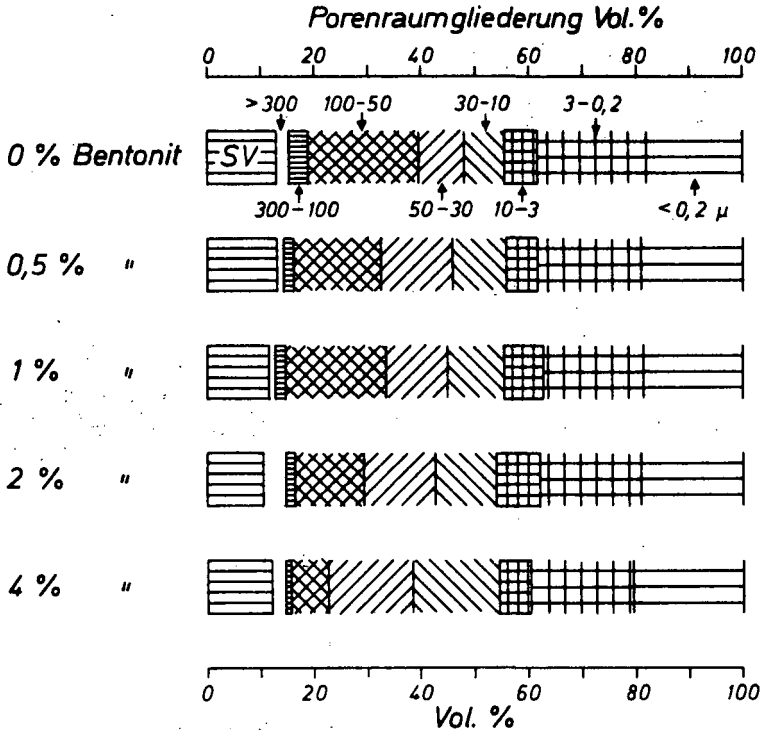 Porenraumgliederung Vol.%
0 20 40 60 80 100
>300 100-50 30-10 3-0,2
0 % Bentonit SV
300-100 50-30 10-3 <0,2 µ
0,5 % "
1 % "
2 % "
4 % "
0 20 40 60 80 100
Vol. %